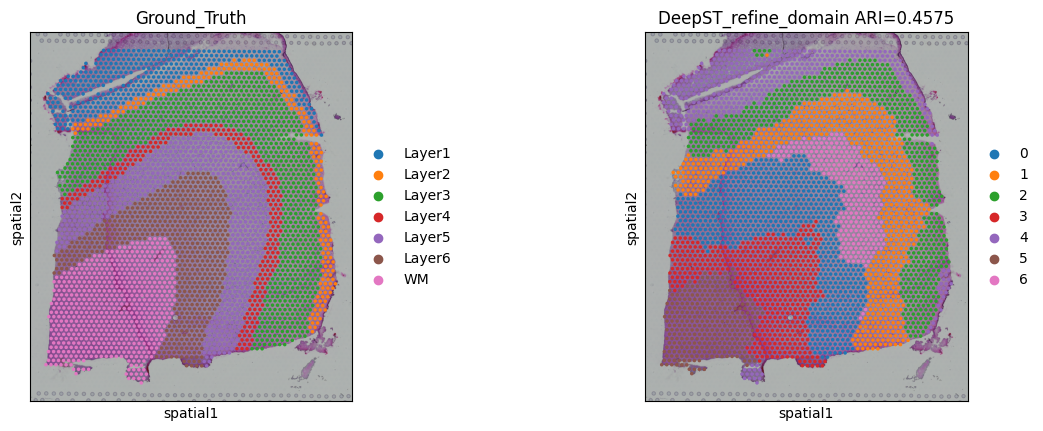 Ground_Truth
spatial2
spatial1
Layer1
Layer2
Layer3
Layer4
Layer5
Layer6
WM
DeepST_refine_domain ARI=0.4575
spatial2
spatial1
0
1
2
3
4
5
6